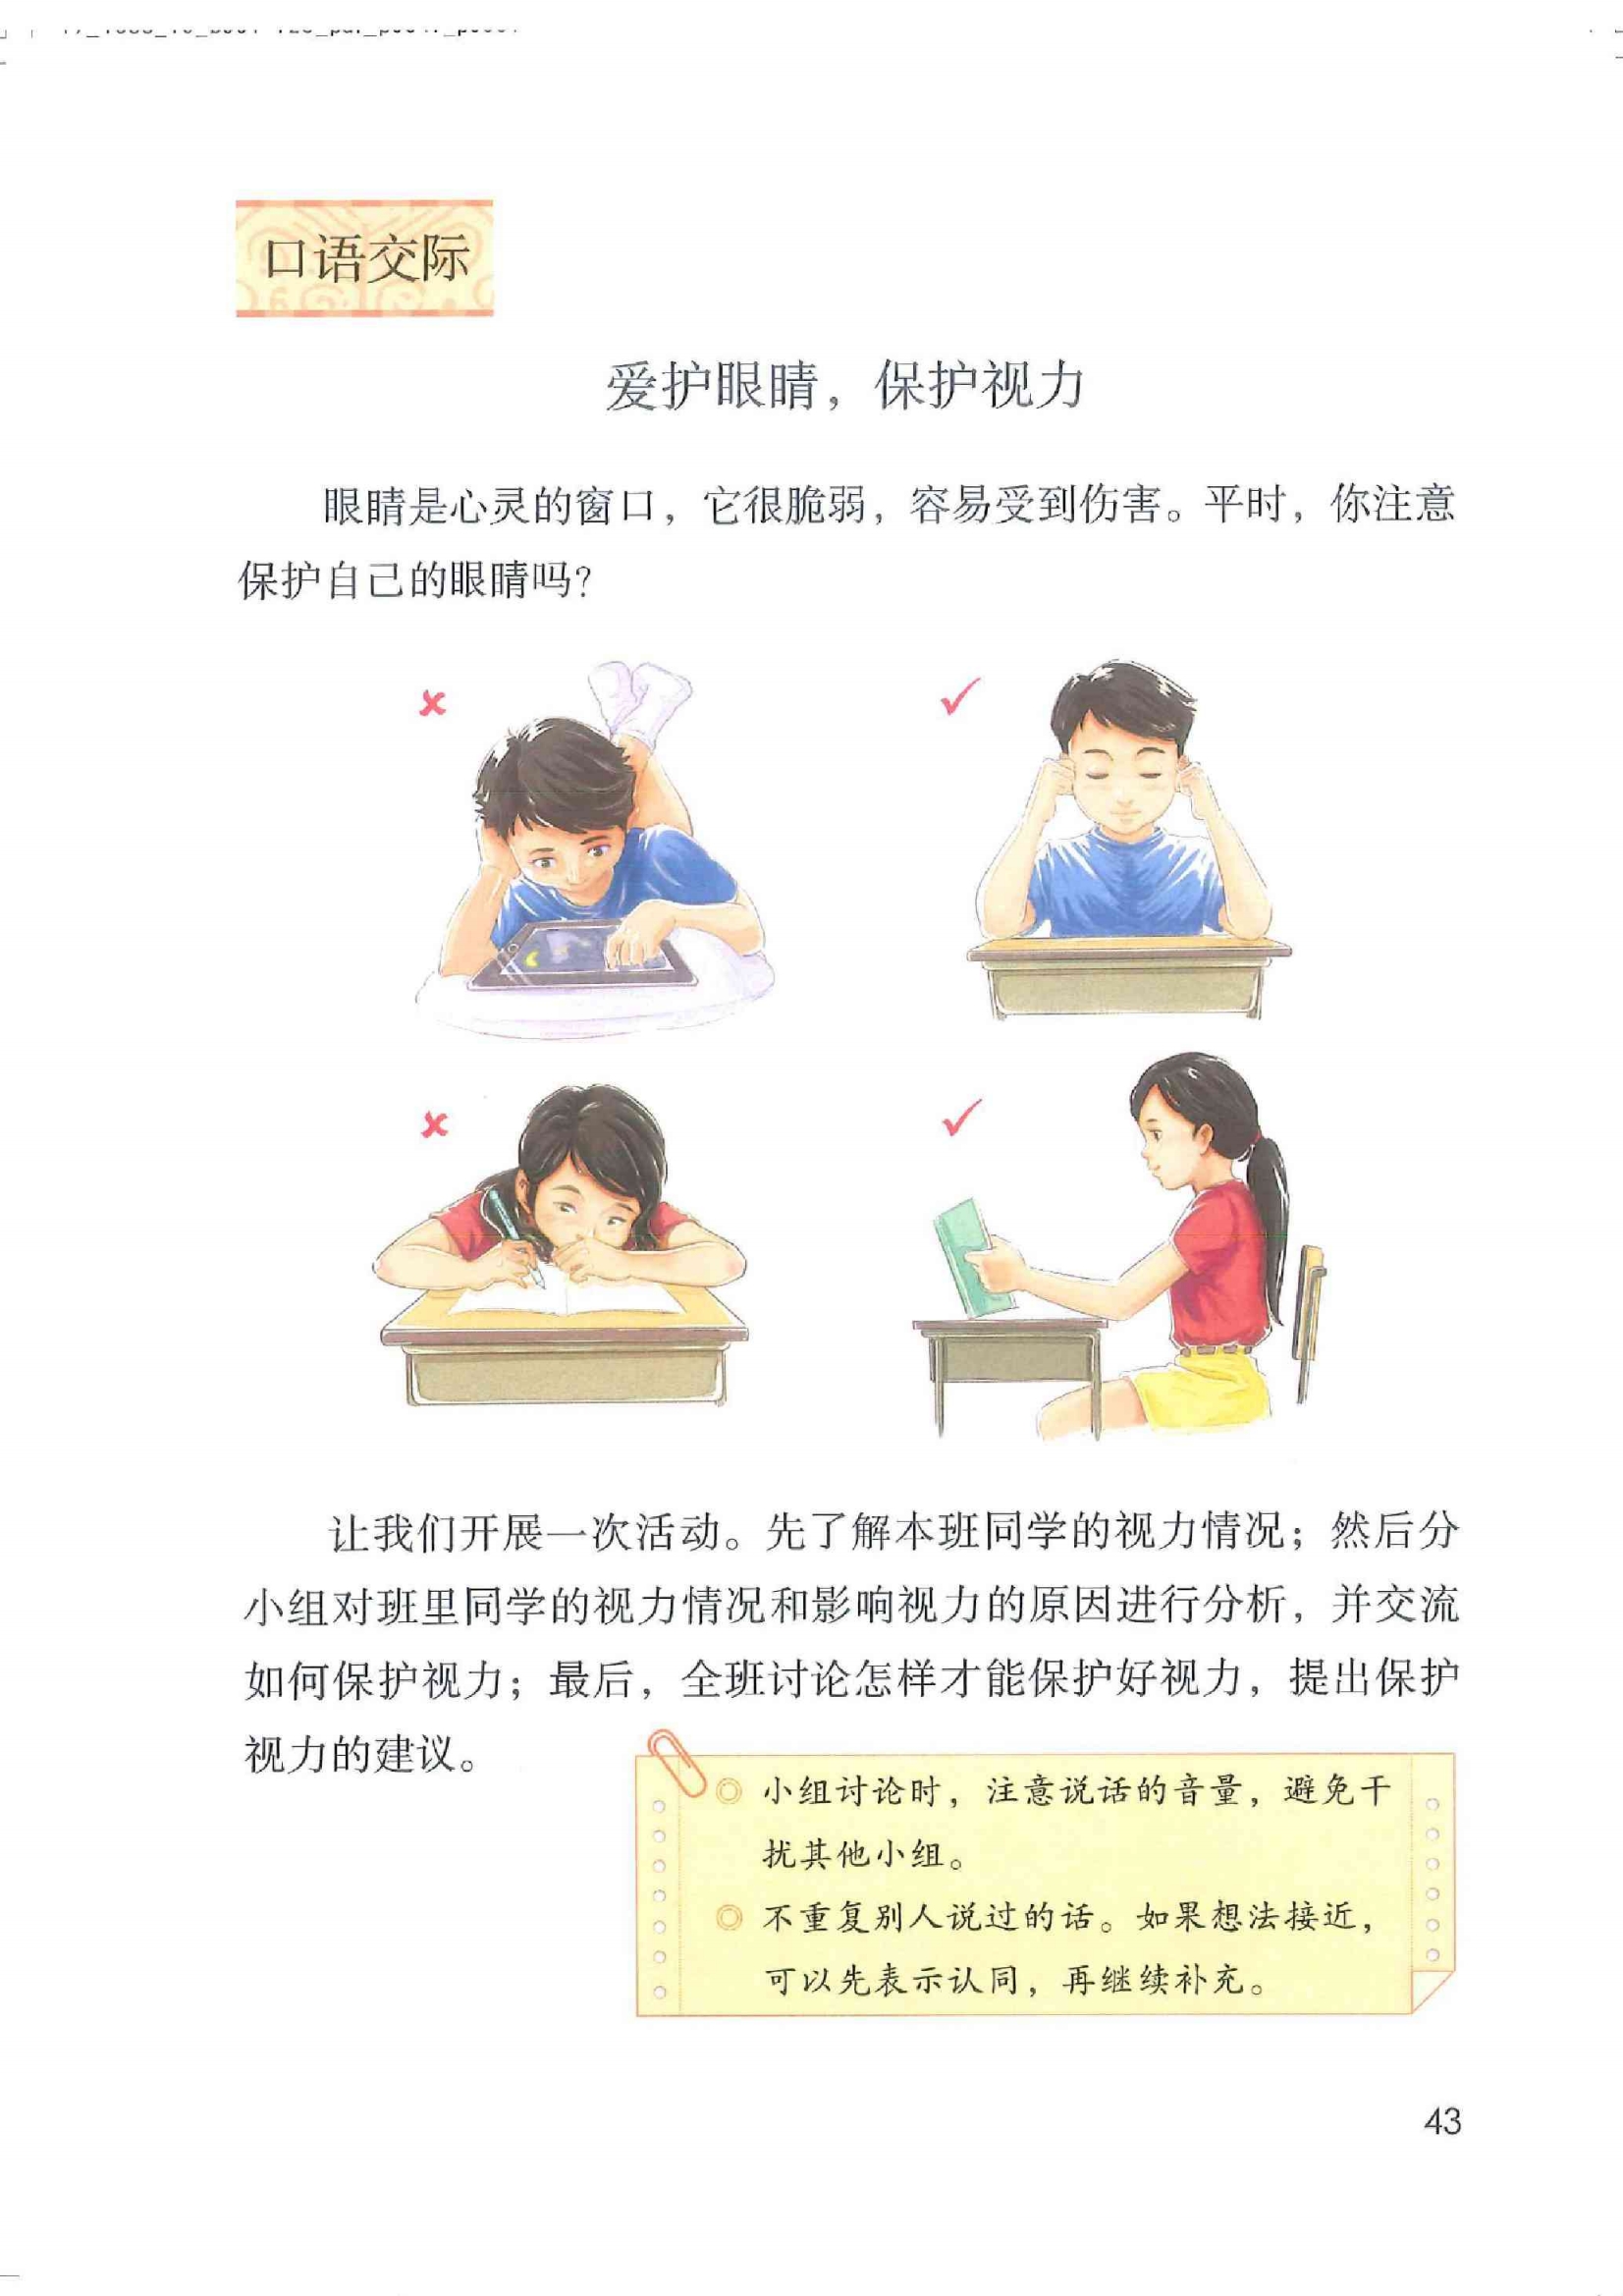 口语交际
爱护眼睛，保护视力
眼睛是心灵的窗口，它很脆弱，容易受到伤害。平时，你注意
保护自己的眼睛吗？
让我们开展一次活动。先了解本班同学的视力情况；然后分
小组对班里同学的视力情况和影响视力的原因进行分析，并交流
如何保护视力；最后，全班讨论怎样才能保护好视力，提出保护
视力的建议。
小组讨论时，注意说话的音量，避免干
扰其他小组。
不重复别人说过的话。如果想法接近，
可以先表示认同，再继续补充。
43